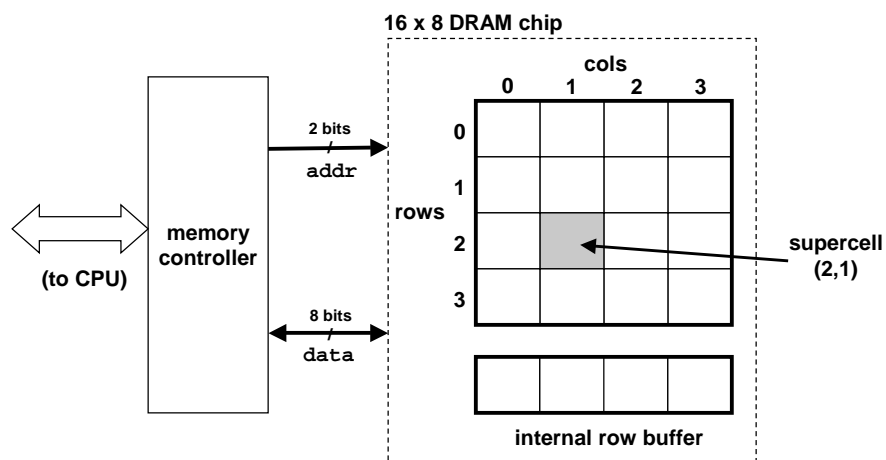 16 x 8 DRAM chip
cols
0 1 2 3
0
2 bits
addr
1
rows
memory
controller
2
supercell
(2,1)
(to CPU)
3
8 bits
data
internal row buffer